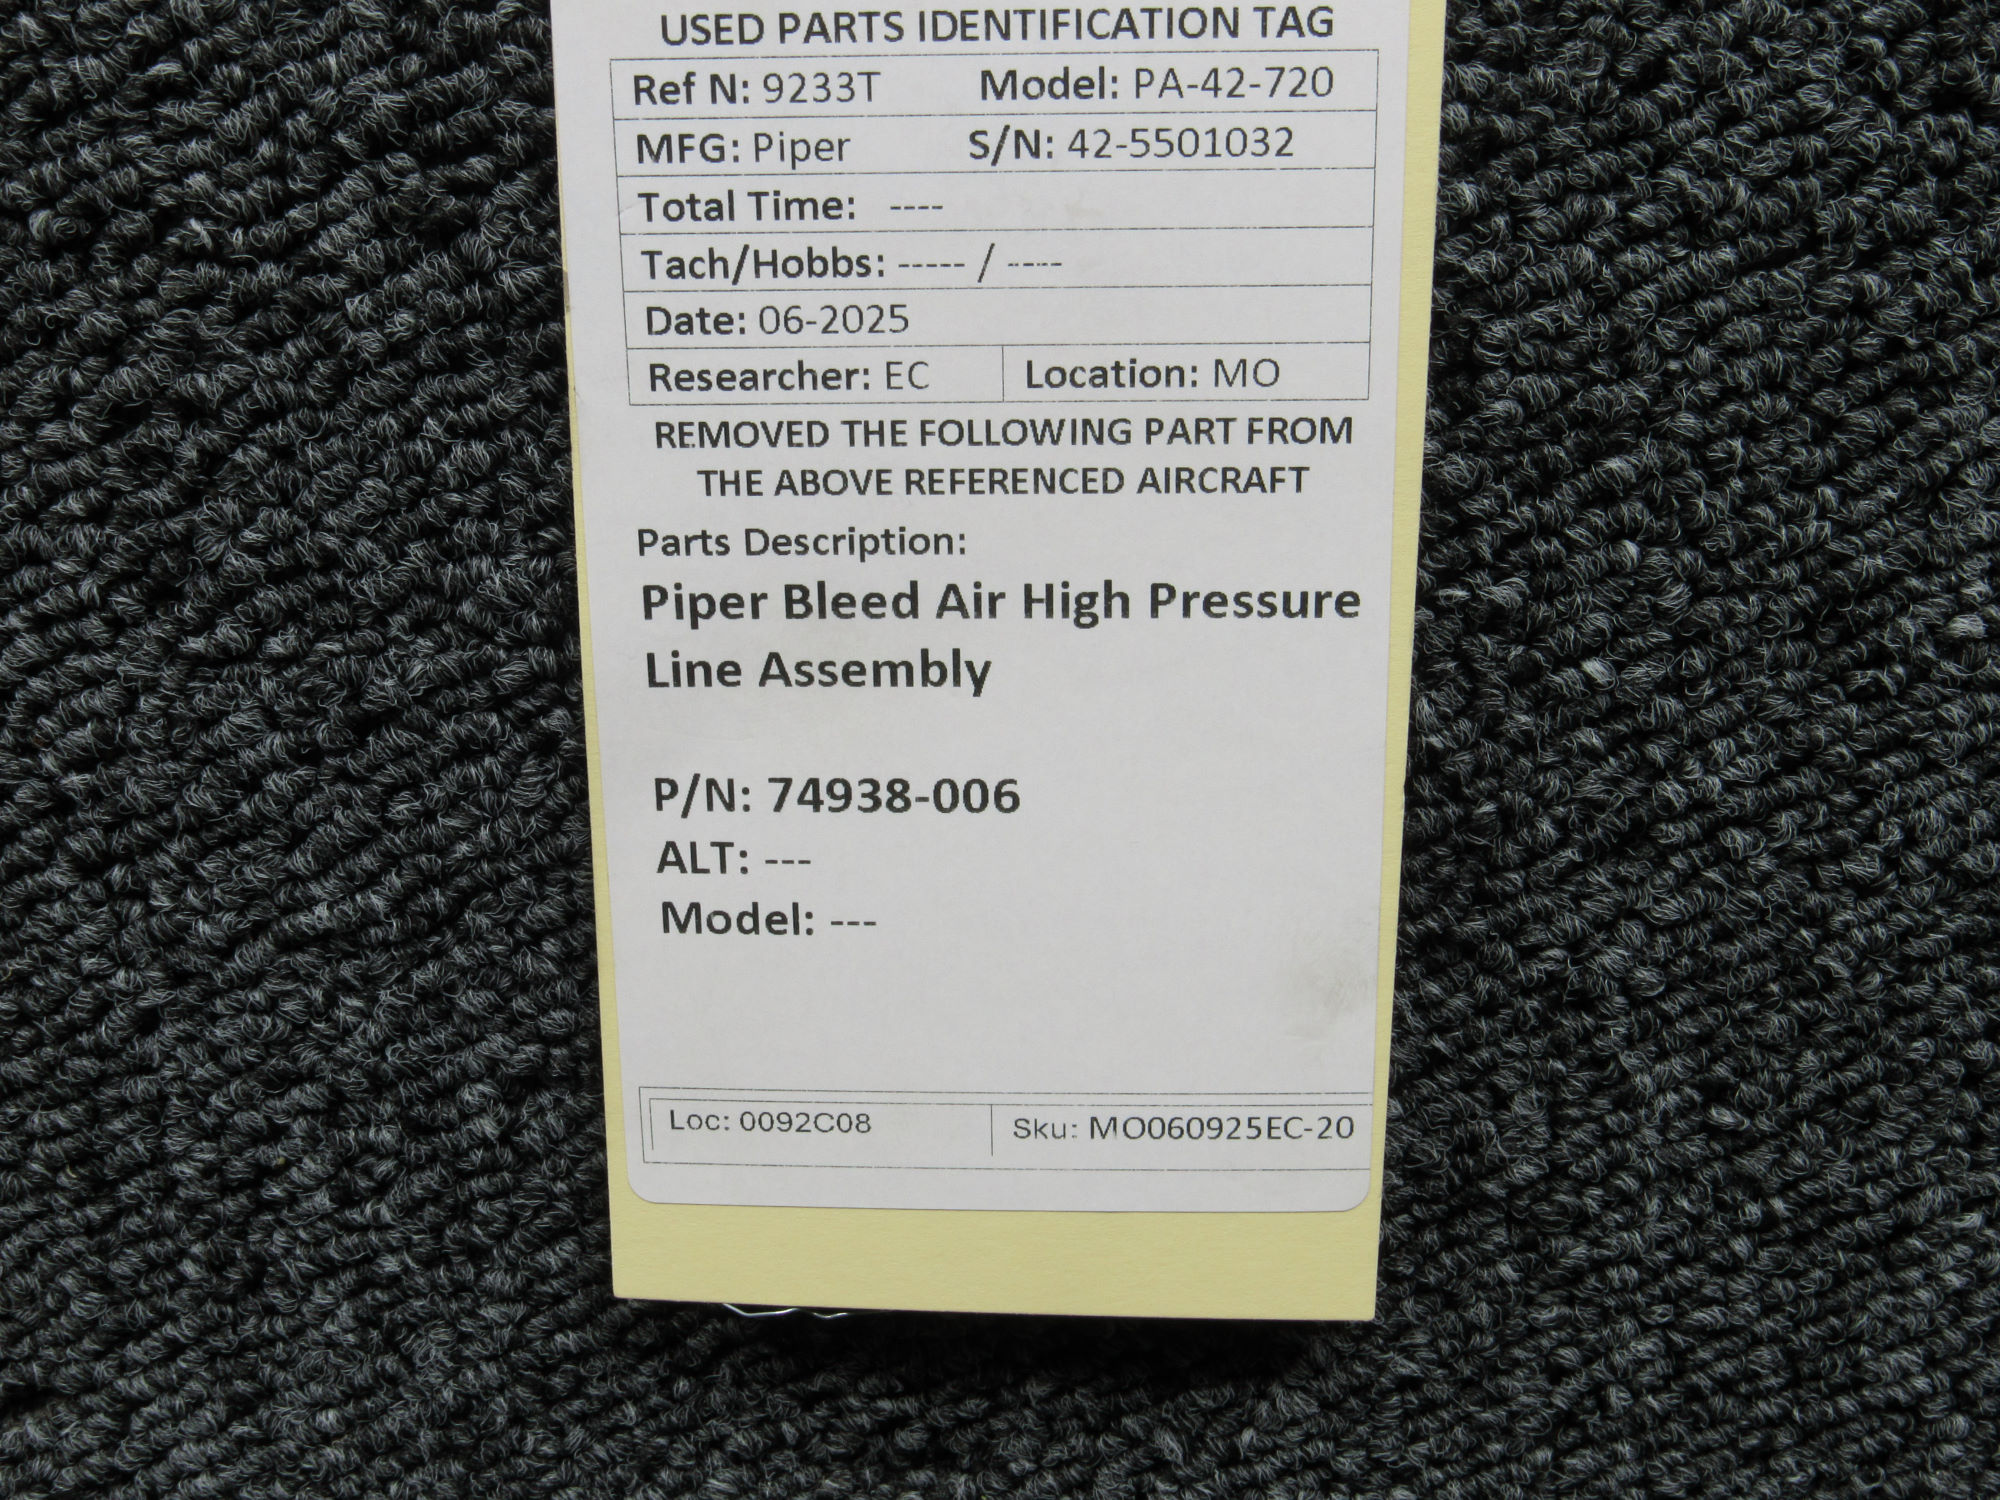 USED PARTS IDENTIFICATION TAG
Ref N: 9233T Model: PA-42-720
MFG: Piper S/N: 42-5501032
Total Time: ----
Tach/Hobbs: ----- / -----
Date: 06-2025
Researcher: EC Location: MO
REMOVED THE FOLLOWING PART FROM
THE ABOVE REFERENCED AIRCRAFT
Parts Description:
Piper Bleed Air High Pressure
Line Assembly
P/N: 74938-006
ALT: ---
Model: ---
Loc: 0092C08 Sku: MO060925EC-20